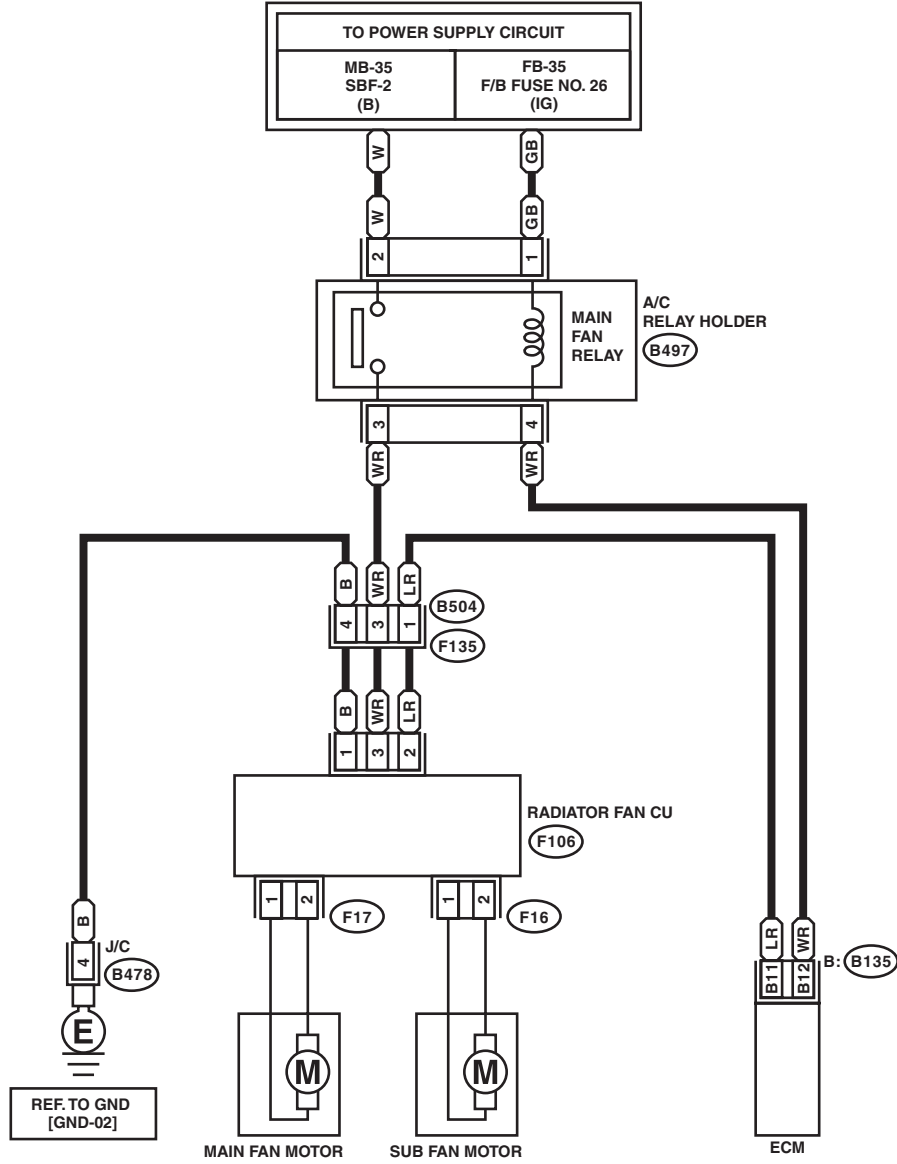 TO POWER SUPPLY CIRCUIT
MB-35
SBF-2
(B)
FB-35
F/B FUSE NO. 26
(IG)
W
GB
W
GB
2
1
MAIN
FAN
RELAY
A/C
RELAY HOLDER
B497
3
4
WR
WR
B
WR
LR
4
3
1
B504
F135
B
WR
LR
1
3
2
RADIATOR FAN CU
F106
1
2
F17
1
2
F16
B
4
J/C
B478
E
REF. TO GND
[GND-02]
M
MAIN FAN MOTOR
M
SUB FAN MOTOR
LR
WR
B11
B12
B: B135
ECM